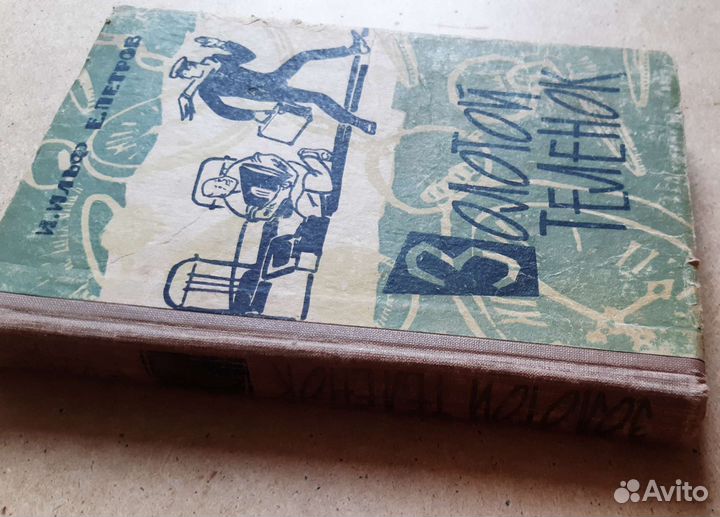 И. ИЛЬФ Е. ПЕТРОВ
ЗОЛОТОЙ
ТЕЛЕНОК
ЗОЛОТОЙ ТЕЛЕНОК
Avito